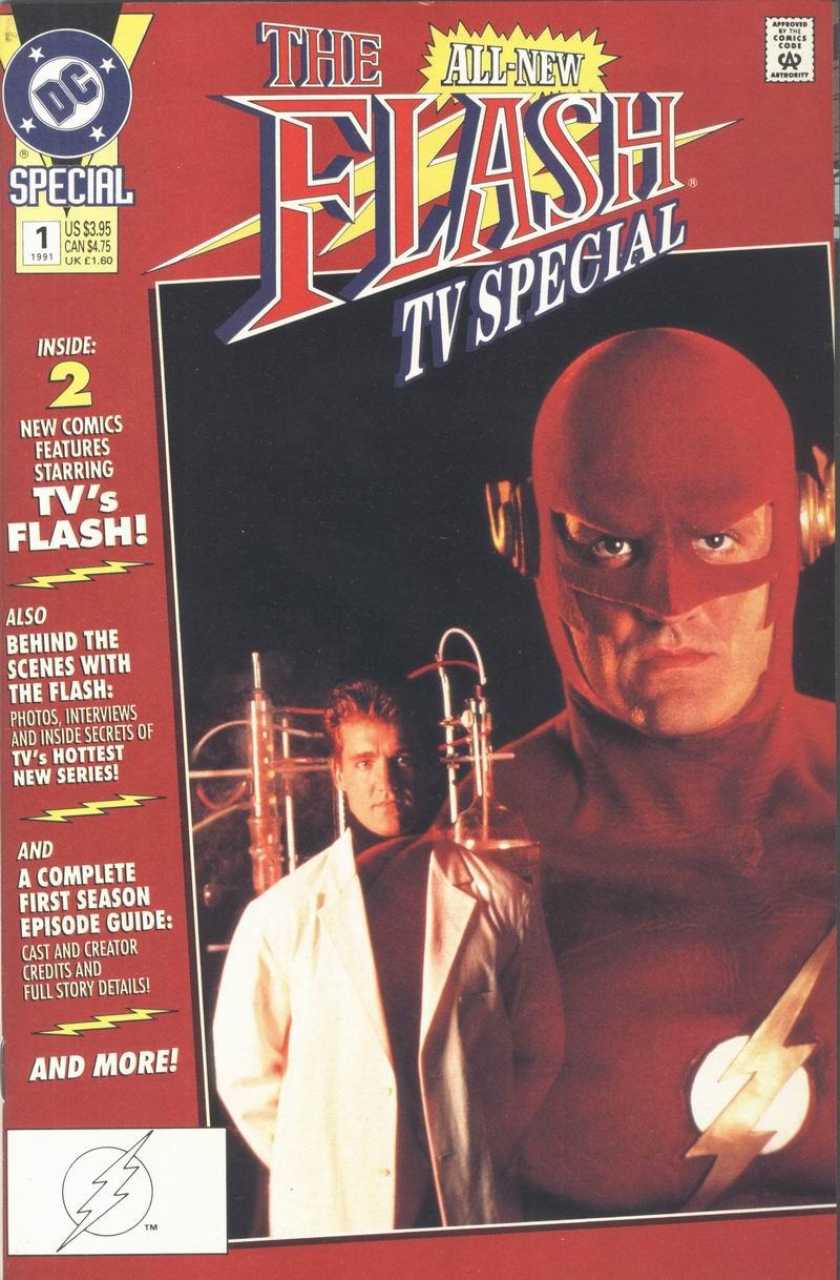 DC
®
SPECIAL
1
1991
US $3.95
CAN $4.75
UK £1.60
THE
ALL-NEW
FLASH®
TV SPECIAL
APPROVED
BY THE
COMICS
CODE
CA
AUTHORITY
INSIDE:
2
NEW COMICS
FEATURES
STARRING
TV's
FLASH!
ALSO
BEHIND THE
SCENES WITH
THE FLASH:
PHOTOS, INTERVIEWS
AND INSIDE SECRETS OF
TV's HOTTEST
NEW SERIES!
AND
A COMPLETE
FIRST SEASON
EPISODE GUIDE:
CAST AND CREATOR
CREDITS AND
FULL STORY DETAILS!
AND MORE!
TM